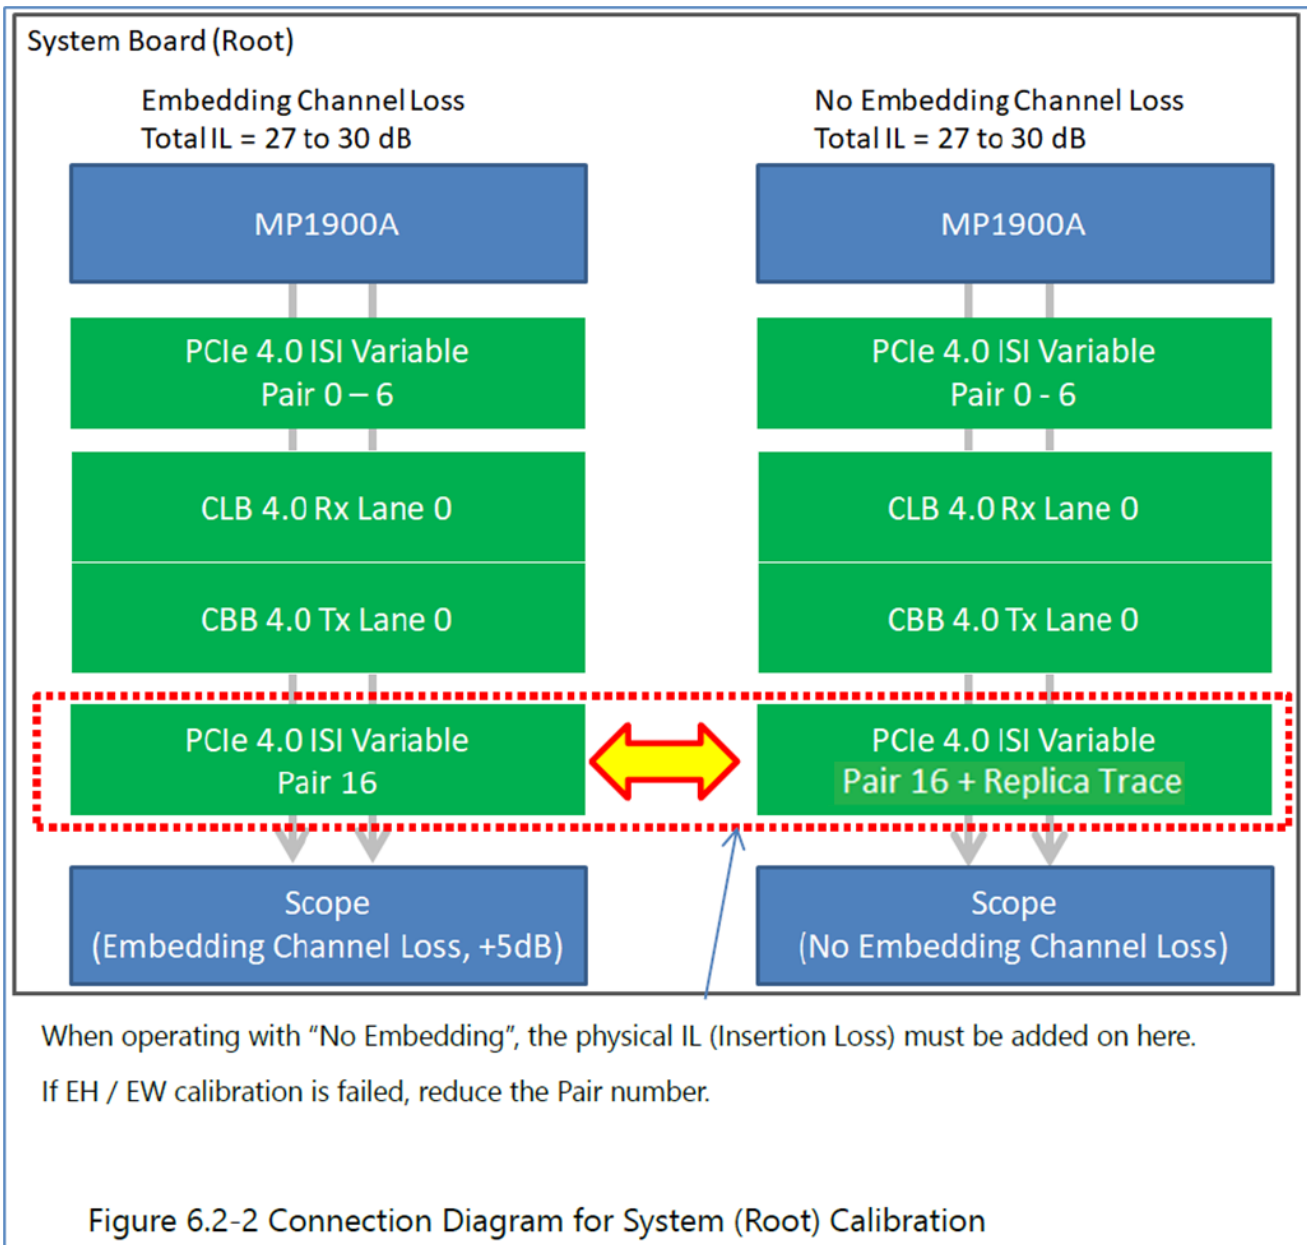 System Board (Root)
Embedding Channel Loss
Total IL = 27 to 30 dB
MP1900A
PCIe 4.0 ISI Variable
Pair 0 – 6
CLB 4.0 Rx Lane 0
CBB 4.0 Tx Lane 0
PCIe 4.0 ISI Variable
Pair 16
Scope
(Embedding Channel Loss, +5dB)
No Embedding Channel Loss
Total IL = 27 to 30 dB
MP1900A
PCIe 4.0 ISI Variable
Pair 0 - 6
CLB 4.0 Rx Lane 0
CBB 4.0 Tx Lane 0
PCIe 4.0 ISI Variable
Pair 16 + Replica Trace
Scope
(No Embedding Channel Loss)
When operating with “No Embedding”, the physical IL (Insertion Loss) must be added on here.
If EH / EW calibration is failed, reduce the Pair number.
Figure 6.2-2 Connection Diagram for System (Root) Calibration